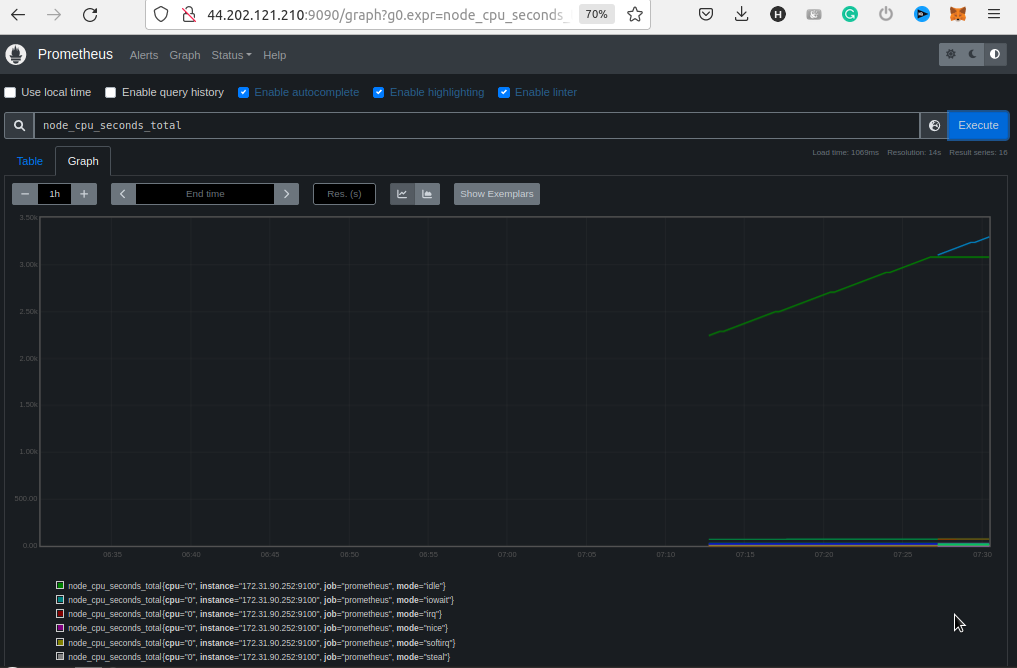 44.202.121.210:9090/graph?g0.expr=node_cpu_seconds_ 70%
Prometheus Alerts Graph Status Help
Use local time Enable query history Enable autocomplete Enable highlighting Enable linter
node_cpu_seconds_total Execute
Load time: 1069ms Resolution: 14s Result series: 16
Table Graph
− 1h + End time Res. (s) Show Exemplars
3.50k
3.00k
2.50k
2.00k
1.50k
1.00k
500.00
0.00
06:35 06:40 06:45 06:50 06:55 07:00 07:05 07:10 07:15 07:20 07:25 07:30
node_cpu_seconds_total{cpu="0", instance="172.31.90.252:9100", job="prometheus", mode="idle"}
node_cpu_seconds_total{cpu="0", instance="172.31.90.252:9100", job="prometheus", mode="iowait"}
node_cpu_seconds_total{cpu="0", instance="172.31.90.252:9100", job="prometheus", mode="irq"}
node_cpu_seconds_total{cpu="0", instance="172.31.90.252:9100", job="prometheus", mode="nice"}
node_cpu_seconds_total{cpu="0", instance="172.31.90.252:9100", job="prometheus", mode="softirq"}
node_cpu_seconds_total{cpu="0", instance="172.31.90.252:9100", job="prometheus", mode="steal"}